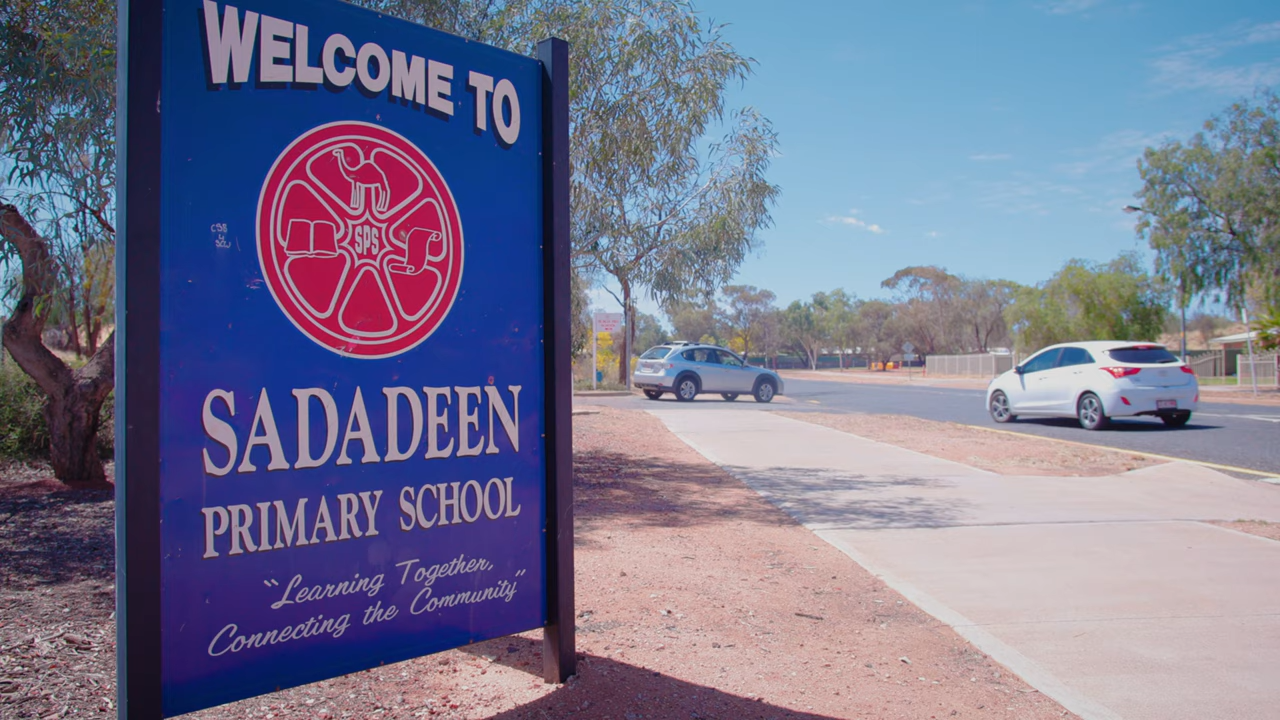 WELCOME TO
SPS
SADADEEN
PRIMARY SCHOOL
"Learning Together,
Connecting the Community"